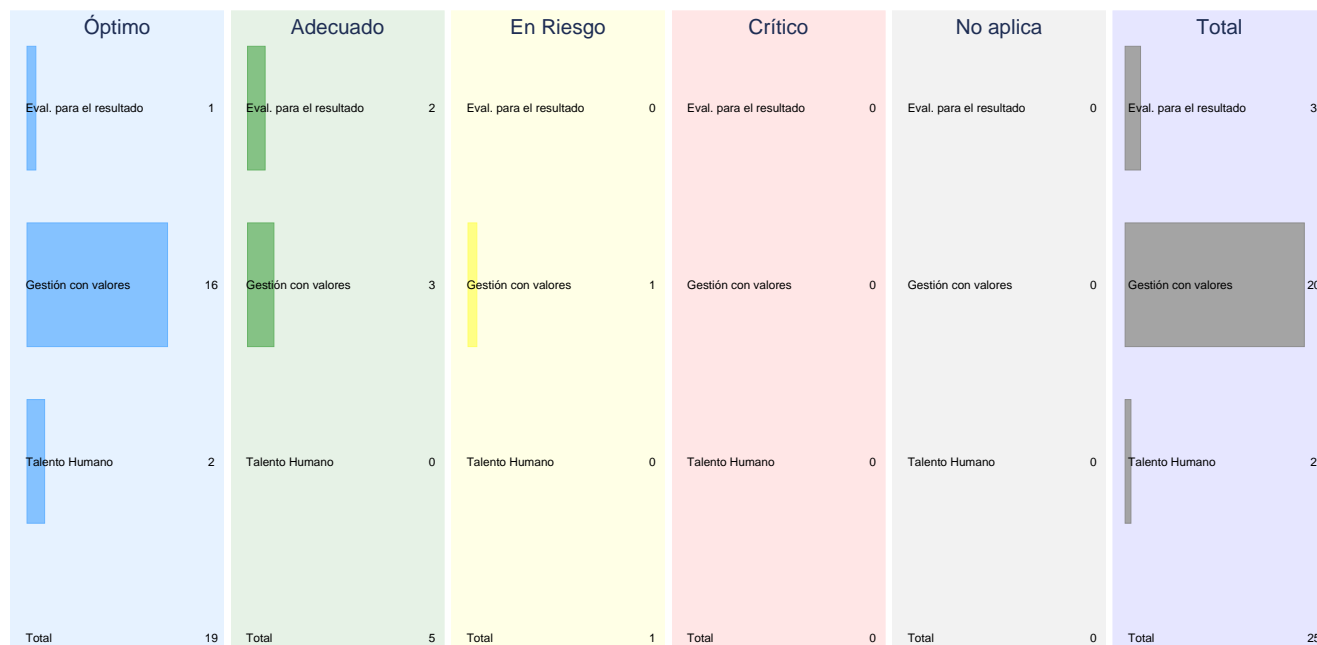 Óptimo Adecuado En Riesgo Crítico No aplica Total
Eval. para el resultado 1 Eval. para el resultado 2 Eval. para el resultado 0 Eval. para el resultado 0 Eval. para el resultado 0 Eval. para el resultado 3
Gestión con valores 16 Gestión con valores 3 Gestión con valores 1 Gestión con valores 0 Gestión con valores 0 Gestión con valores 20
Talento Humano 2 Talento Humano 0 Talento Humano 0 Talento Humano 0 Talento Humano 0 Talento Humano 2
Total 19 Total 5 Total 1 Total 0 Total 0 Total 25